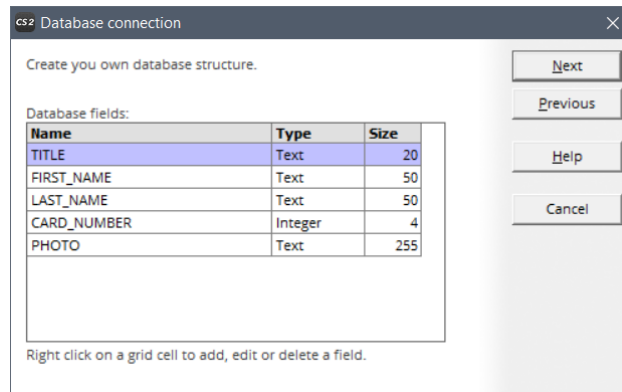 CS2 Database connection
Create you own database structure.
Next
Previous
Database fields:
Name Type Size
TITLE Text 20
Help
FIRST_NAME Text 50
LAST_NAME Text 50
Cancel
CARD_NUMBER Integer 4
PHOTO Text 255
Right click on a grid cell to add, edit or delete a field.